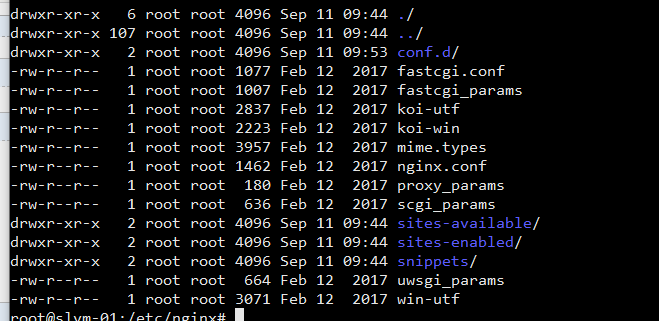 drwxr-xr-x   6 root root 4096 Sep 11 09:44 ./
drwxr-xr-x 107 root root 4096 Sep 11 09:44 ../
drwxr-xr-x   2 root root 4096 Sep 11 09:53 conf.d/
-rw-r--r--   1 root root 1077 Feb 12  2017 fastcgi.conf
-rw-r--r--   1 root root 1007 Feb 12  2017 fastcgi_params
-rw-r--r--   1 root root 2837 Feb 12  2017 koi-utf
-rw-r--r--   1 root root 2223 Feb 12  2017 koi-win
-rw-r--r--   1 root root 3957 Feb 12  2017 mime.types
-rw-r--r--   1 root root 1462 Feb 12  2017 nginx.conf
-rw-r--r--   1 root root  180 Feb 12  2017 proxy_params
-rw-r--r--   1 root root  636 Feb 12  2017 scgi_params
drwxr-xr-x   2 root root 4096 Sep 11 09:44 sites-available/
drwxr-xr-x   2 root root 4096 Sep 11 09:44 sites-enabled/
drwxr-xr-x   2 root root 4096 Sep 11 09:44 snippets/
-rw-r--r--   1 root root  664 Feb 12  2017 uwsgi_params
-rw-r--r--   1 root root 3071 Feb 12  2017 win-utf
root@slvm-01:/etc/nginx#